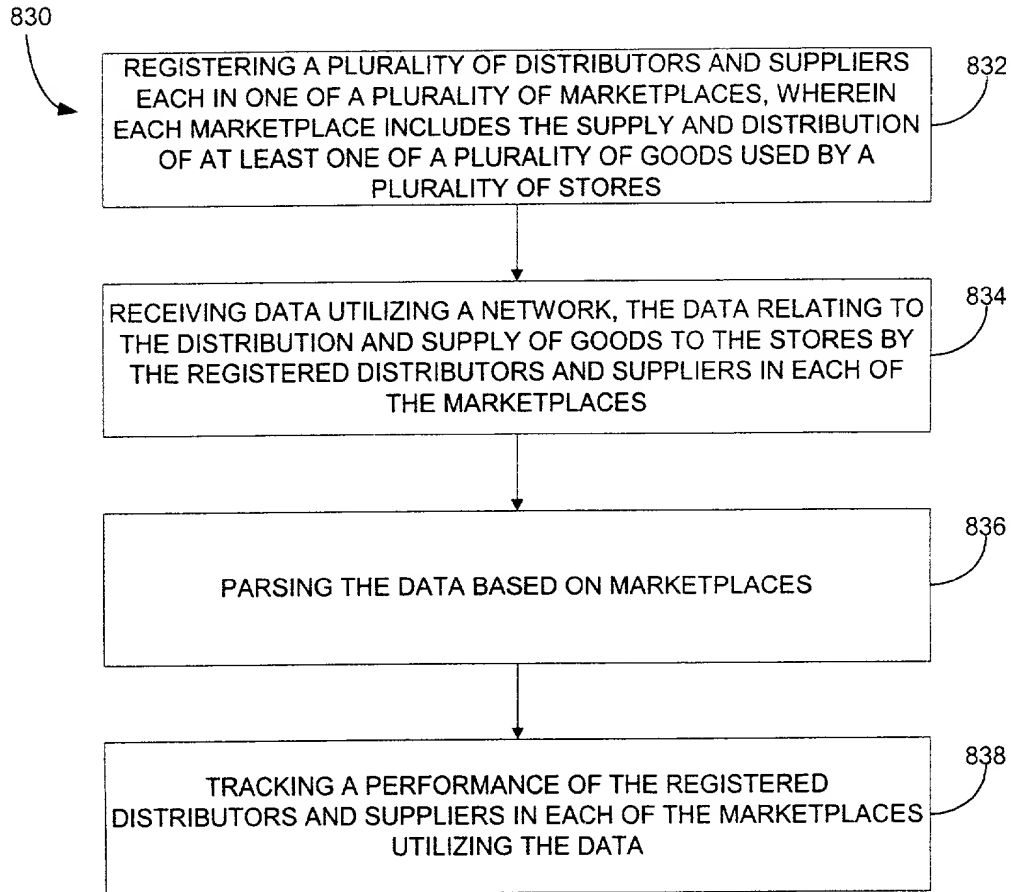 830
REGISTERING A PLURALITY OF DISTRIBUTORS AND SUPPLIERS
EACH IN ONE OF A PLURALITY OF MARKETPLACES, WHEREIN
EACH MARKETPLACE INCLUDES THE SUPPLY AND DISTRIBUTION
OF AT LEAST ONE OF A PLURALITY OF GOODS USED BY A
PLURALITY OF STORES
832
RECEIVING DATA UTILIZING A NETWORK, THE DATA RELATING TO
THE DISTRIBUTION AND SUPPLY OF GOODS TO THE STORES BY
THE REGISTERED DISTRIBUTORS AND SUPPLIERS IN EACH OF
THE MARKETPLACES
834
PARSING THE DATA BASED ON MARKETPLACES
836
TRACKING A PERFORMANCE OF THE REGISTERED
DISTRIBUTORS AND SUPPLIERS IN EACH OF THE MARKETPLACES
UTILIZING THE DATA
838